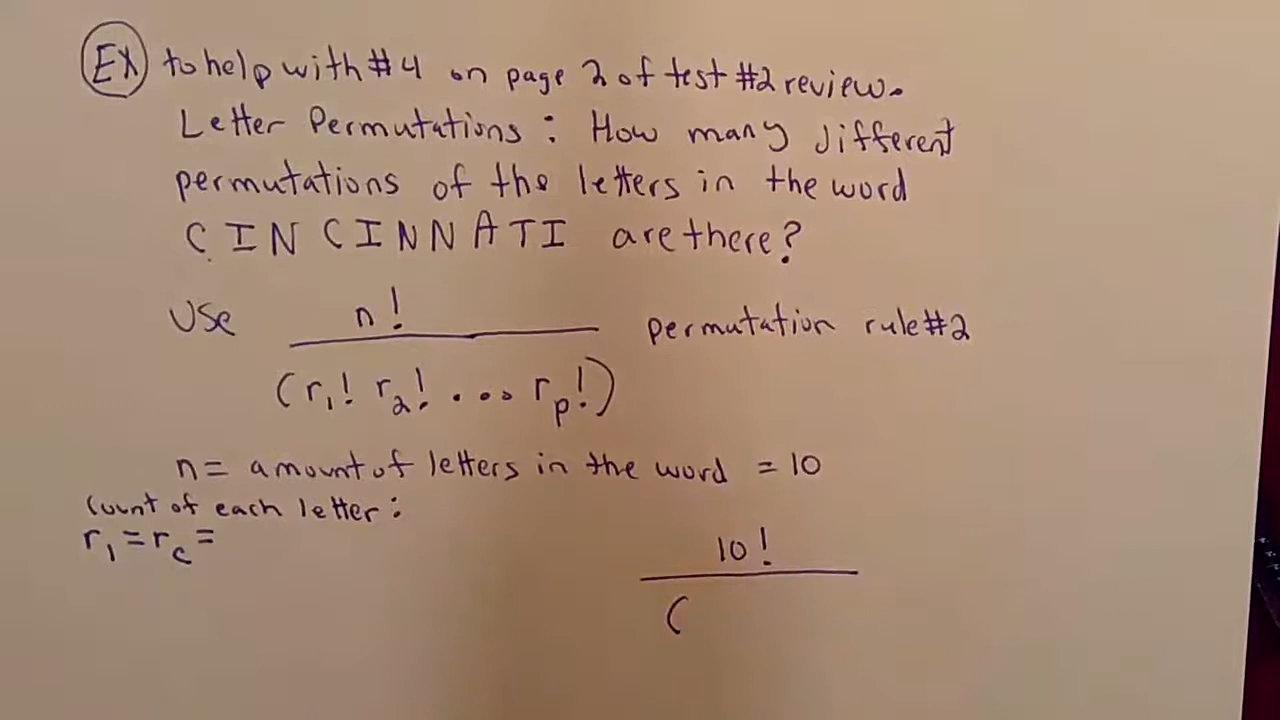 EX to help with #4 on page 2 of test #2 review.
Letter Permutations: How many different
permutations of the letters in the word
CINCINNATI are there?
Use n! / (r₁! r₂! . . . rₚ!) permutation rule #2
n = amount of letters in the word = 10
count of each letter:
r₁ = r_c =
10! / (